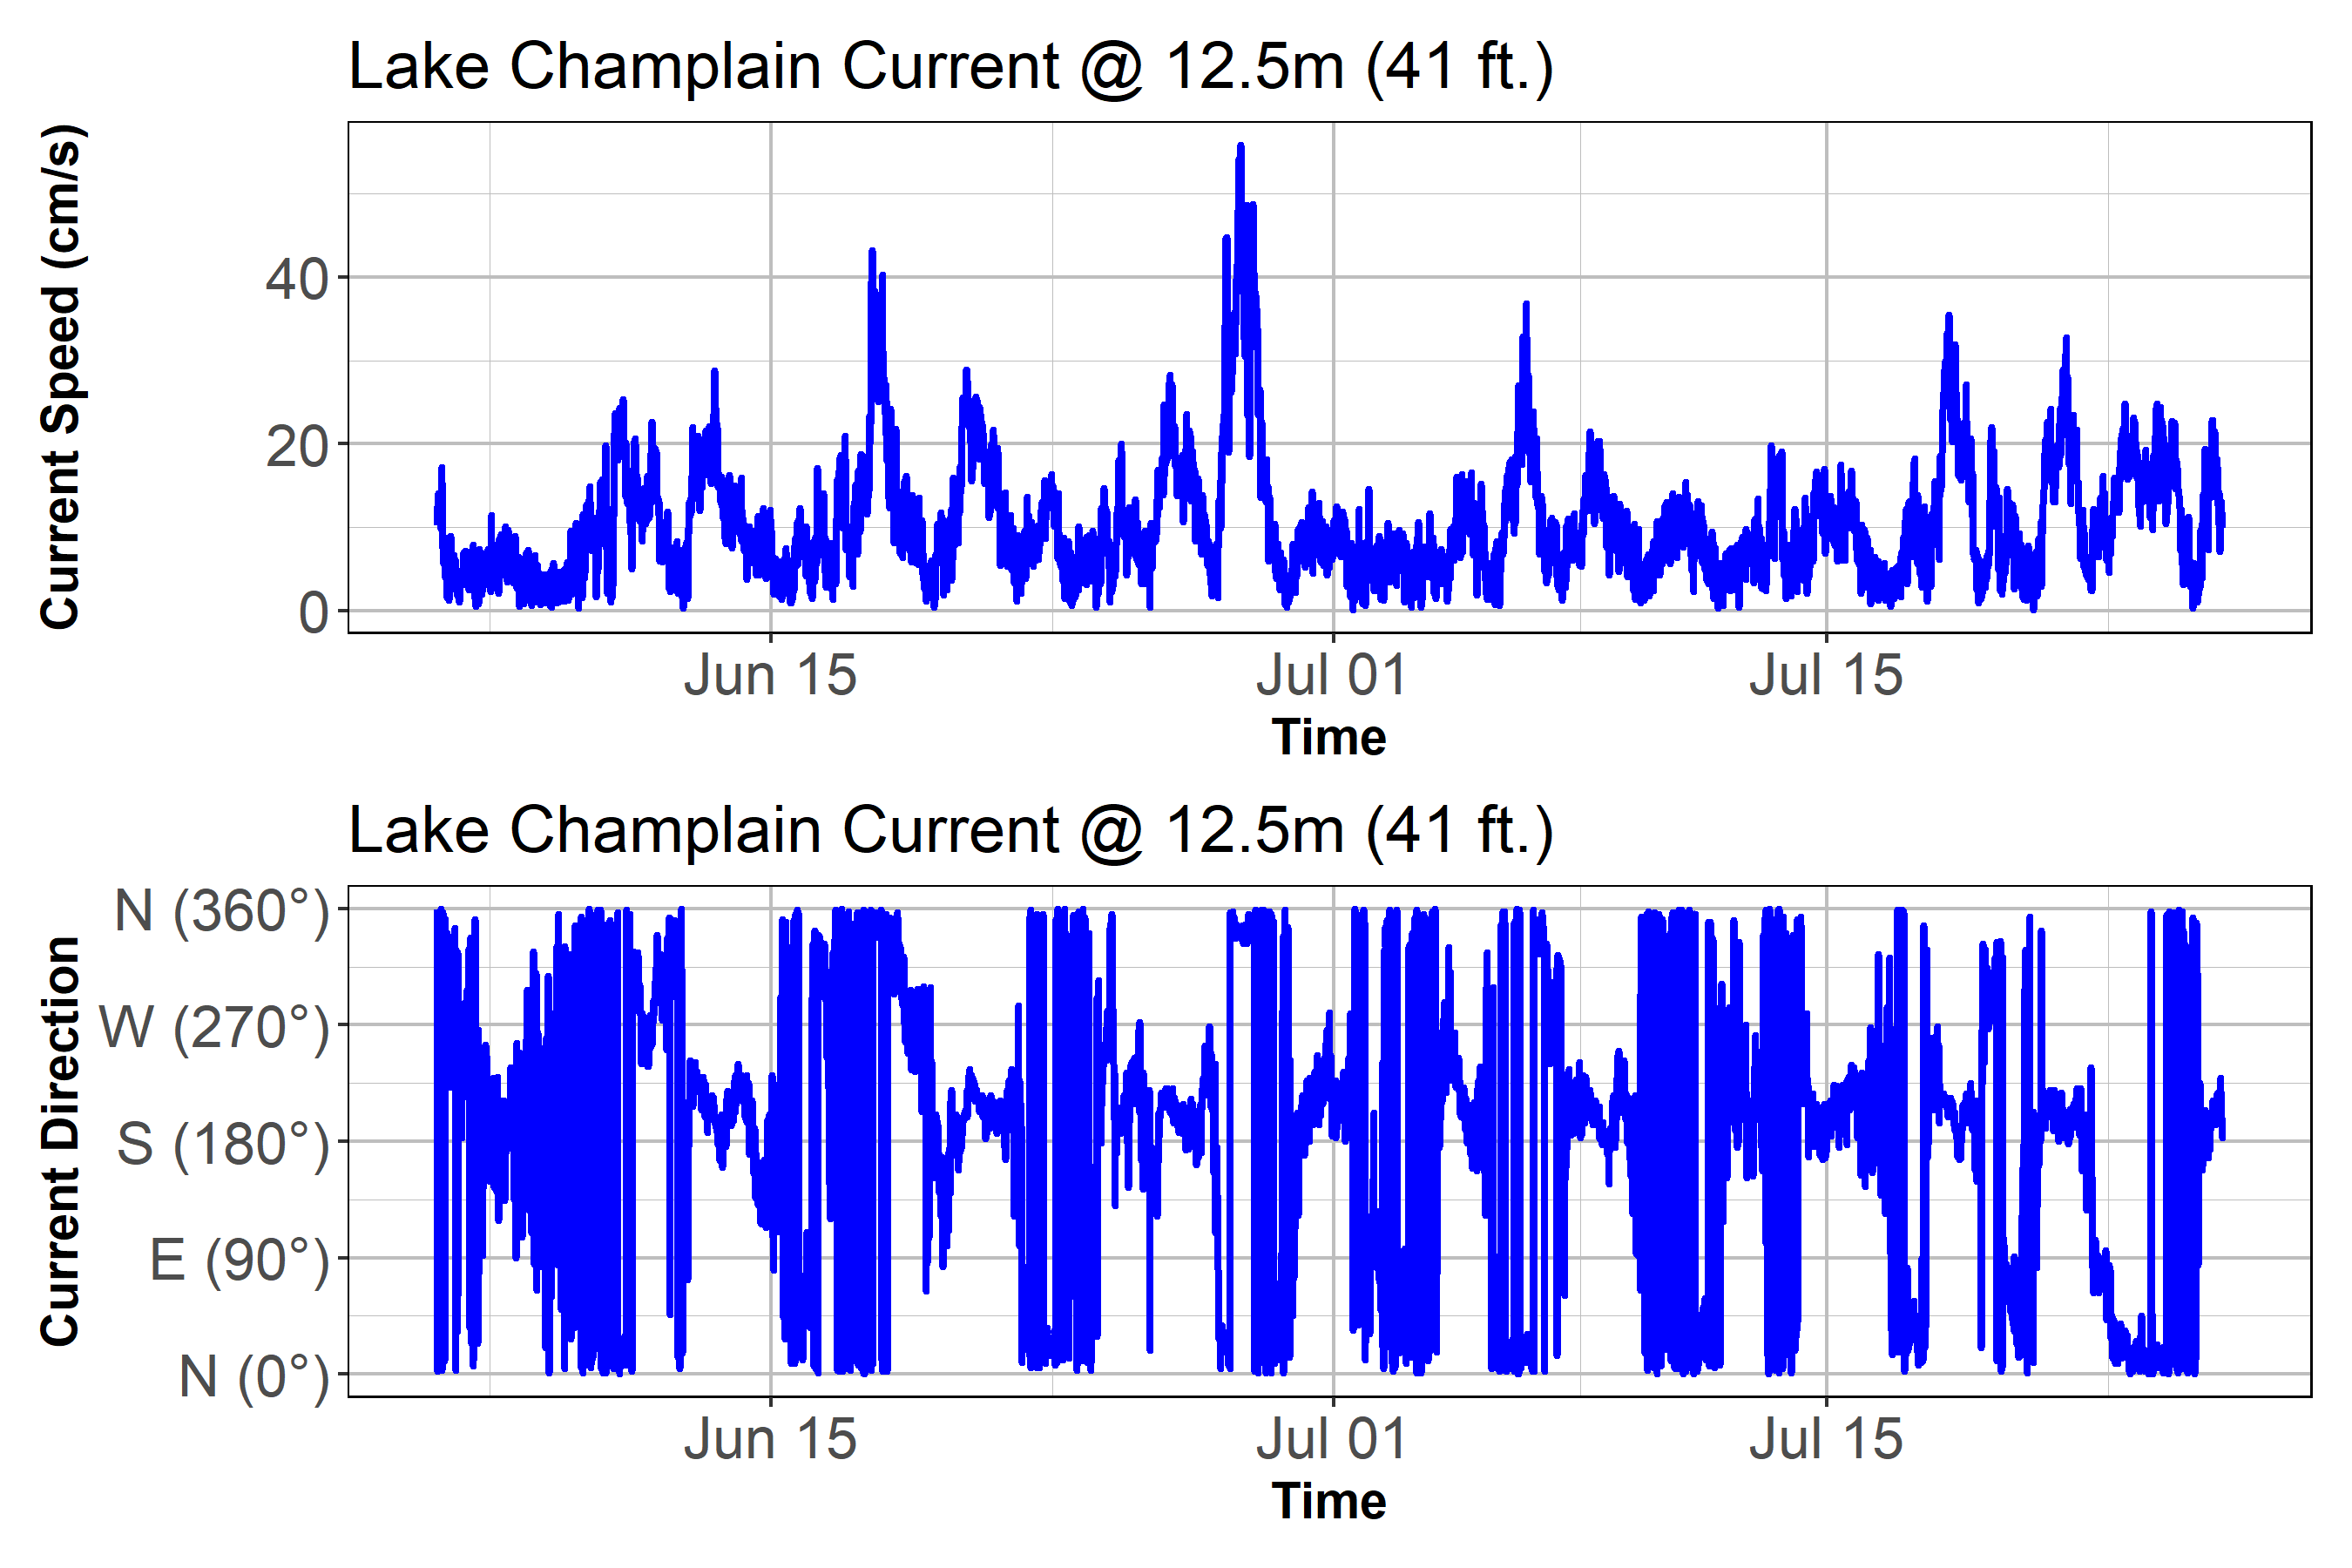 Lake Champlain Current @ 12.5m (41 ft.)
Current Speed (cm/s)
40
20
0
Jun 15
Jul 01
Jul 15
Time
Lake Champlain Current @ 12.5m (41 ft.)
Current Direction
N (360°)
W (270°)
S (180°)
E (90°)
N (0°)
Jun 15
Jul 01
Jul 15
Time